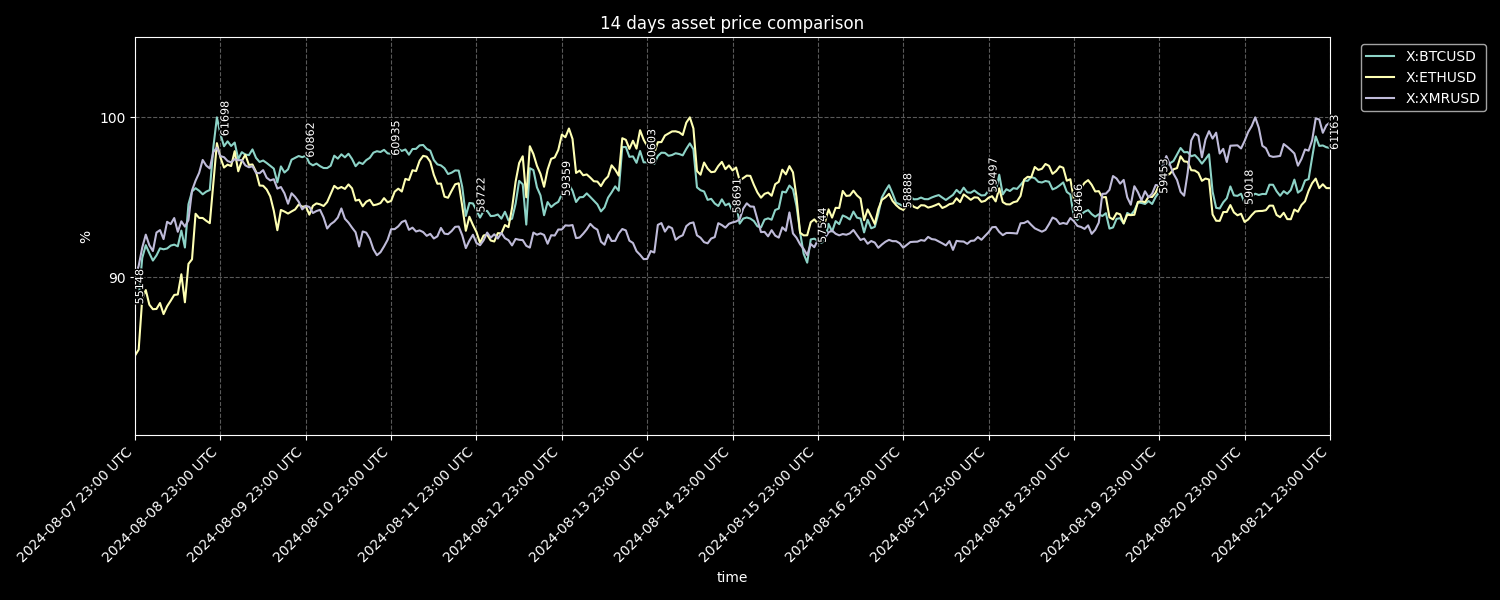 14 days asset price comparison
X:BTCUSD
X:ETHUSD
X:XMRUSD
%
100
90
55148
61698
60862
60935
58722
59359
60603
58691
57544
58888
59497
58466
59453
59018
61163
2024-08-07 23:00 UTC
2024-08-08 23:00 UTC
2024-08-09 23:00 UTC
2024-08-10 23:00 UTC
2024-08-11 23:00 UTC
2024-08-12 23:00 UTC
2024-08-13 23:00 UTC
2024-08-14 23:00 UTC
2024-08-15 23:00 UTC
2024-08-16 23:00 UTC
2024-08-17 23:00 UTC
2024-08-18 23:00 UTC
2024-08-19 23:00 UTC
2024-08-20 23:00 UTC
2024-08-21 23:00 UTC
time